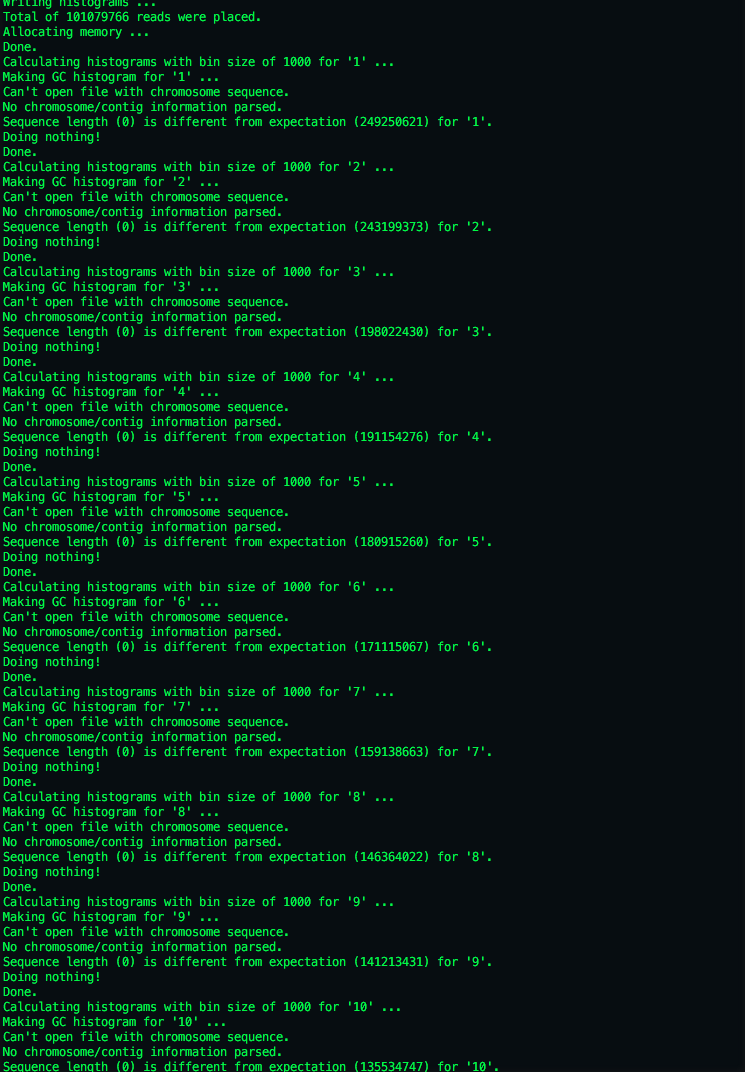 Writing histograms ...
Total of 101079766 reads were placed.
Allocating memory ...
Done.
Calculating histograms with bin size of 1000 for '1' ...
Making GC histogram for '1' ...
Can't open file with chromosome sequence.
No chromosome/contig information parsed.
Sequence length (0) is different from expectation (249250621) for '1'.
Doing nothing!
Done.
Calculating histograms with bin size of 1000 for '2' ...
Making GC histogram for '2' ...
Can't open file with chromosome sequence.
No chromosome/contig information parsed.
Sequence length (0) is different from expectation (243199373) for '2'.
Doing nothing!
Done.
Calculating histograms with bin size of 1000 for '3' ...
Making GC histogram for '3' ...
Can't open file with chromosome sequence.
No chromosome/contig information parsed.
Sequence length (0) is different from expectation (198022430) for '3'.
Doing nothing!
Done.
Calculating histograms with bin size of 1000 for '4' ...
Making GC histogram for '4' ...
Can't open file with chromosome sequence.
No chromosome/contig information parsed.
Sequence length (0) is different from expectation (191154276) for '4'.
Doing nothing!
Done.
Calculating histograms with bin size of 1000 for '5' ...
Making GC histogram for '5' ...
Can't open file with chromosome sequence.
No chromosome/contig information parsed.
Sequence length (0) is different from expectation (180915260) for '5'.
Doing nothing!
Done.
Calculating histograms with bin size of 1000 for '6' ...
Making GC histogram for '6' ...
Can't open file with chromosome sequence.
No chromosome/contig information parsed.
Sequence length (0) is different from expectation (171115067) for '6'.
Doing nothing!
Done.
Calculating histograms with bin size of 1000 for '7' ...
Making GC histogram for '7' ...
Can't open file with chromosome sequence.
No chromosome/contig information parsed.
Sequence length (0) is different from expectation (159138663) for '7'.
Doing nothing!
Done.
Calculating histograms with bin size of 1000 for '8' ...
Making GC histogram for '8' ...
Can't open file with chromosome sequence.
No chromosome/contig information parsed.
Sequence length (0) is different from expectation (146364022) for '8'.
Doing nothing!
Done.
Calculating histograms with bin size of 1000 for '9' ...
Making GC histogram for '9' ...
Can't open file with chromosome sequence.
No chromosome/contig information parsed.
Sequence length (0) is different from expectation (141213431) for '9'.
Doing nothing!
Done.
Calculating histograms with bin size of 1000 for '10' ...
Making GC histogram for '10' ...
Can't open file with chromosome sequence.
No chromosome/contig information parsed.
Sequence length (0) is different from expectation (135534747) for '10'.